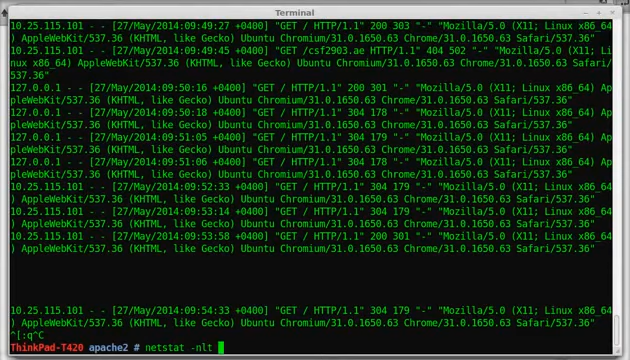 Terminal
10.25.115.101 - - [27/May/2014:09:49:27 +0400] "GET / HTTP/1.1" 200 303 "-" "Mozilla/5.0 (X11; Linux x86_64
) AppleWebKit/537.36 (KHTML, like Gecko) Ubuntu Chromium/31.0.1650.63 Chrome/31.0.1650.63 Safari/537.36"
10.25.115.101 - - [27/May/2014:09:49:45 +0400] "GET /csf2903.ae HTTP/1.1" 404 502 "-" "Mozilla/5.0 (X11; Li
nux x86_64) AppleWebKit/537.36 (KHTML, like Gecko) Ubuntu Chromium/31.0.1650.63 Chrome/31.0.1650.63 Safari/
537.36"
127.0.0.1 - - [27/May/2014:09:50:16 +0400] "GET / HTTP/1.1" 200 301 "-" "Mozilla/5.0 (X11; Linux x86_64) Ap
pleWebKit/537.36 (KHTML, like Gecko) Ubuntu Chromium/31.0.1650.63 Chrome/31.0.1650.63 Safari/537.36"
127.0.0.1 - - [27/May/2014:09:50:18 +0400] "GET / HTTP/1.1" 304 178 "-" "Mozilla/5.0 (X11; Linux x86_64) Ap
pleWebKit/537.36 (KHTML, like Gecko) Ubuntu Chromium/31.0.1650.63 Chrome/31.0.1650.63 Safari/537.36"
127.0.0.1 - - [27/May/2014:09:51:05 +0400] "GET / HTTP/1.1" 304 179 "-" "Mozilla/5.0 (X11; Linux x86_64) Ap
pleWebKit/537.36 (KHTML, like Gecko) Ubuntu Chromium/31.0.1650.63 Chrome/31.0.1650.63 Safari/537.36"
127.0.0.1 - - [27/May/2014:09:51:06 +0400] "GET / HTTP/1.1" 304 178 "-" "Mozilla/5.0 (X11; Linux x86_64) Ap
pleWebKit/537.36 (KHTML, like Gecko) Ubuntu Chromium/31.0.1650.63 Chrome/31.0.1650.63 Safari/537.36"
10.25.115.101 - - [27/May/2014:09:52:33 +0400] "GET / HTTP/1.1" 304 179 "-" "Mozilla/5.0 (X11; Linux x86_64
) AppleWebKit/537.36 (KHTML, like Gecko) Ubuntu Chromium/31.0.1650.63 Chrome/31.0.1650.63 Safari/537.36"
10.25.115.101 - - [27/May/2014:09:53:14 +0400] "GET / HTTP/1.1" 304 179 "-" "Mozilla/5.0 (X11; Linux x86_64
) AppleWebKit/537.36 (KHTML, like Gecko) Ubuntu Chromium/31.0.1650.63 Chrome/31.0.1650.63 Safari/537.36"
10.25.115.101 - - [27/May/2014:09:53:58 +0400] "GET / HTTP/1.1" 200 301 "-" "Mozilla/5.0 (X11; Linux x86_64
) AppleWebKit/537.36 (KHTML, like Gecko) Ubuntu Chromium/31.0.1650.63 Chrome/31.0.1650.63 Safari/537.36"
10.25.115.101 - - [27/May/2014:09:54:33 +0400] "GET / HTTP/1.1" 304 179 "-" "Mozilla/5.0 (X11; Linux x86_64
) AppleWebKit/537.36 (KHTML, like Gecko) Ubuntu Chromium/31.0.1650.63 Chrome/31.0.1650.63 Safari/537.36"
^[:q^C
ThinkPad-T420 apache2 # netstat -nlt